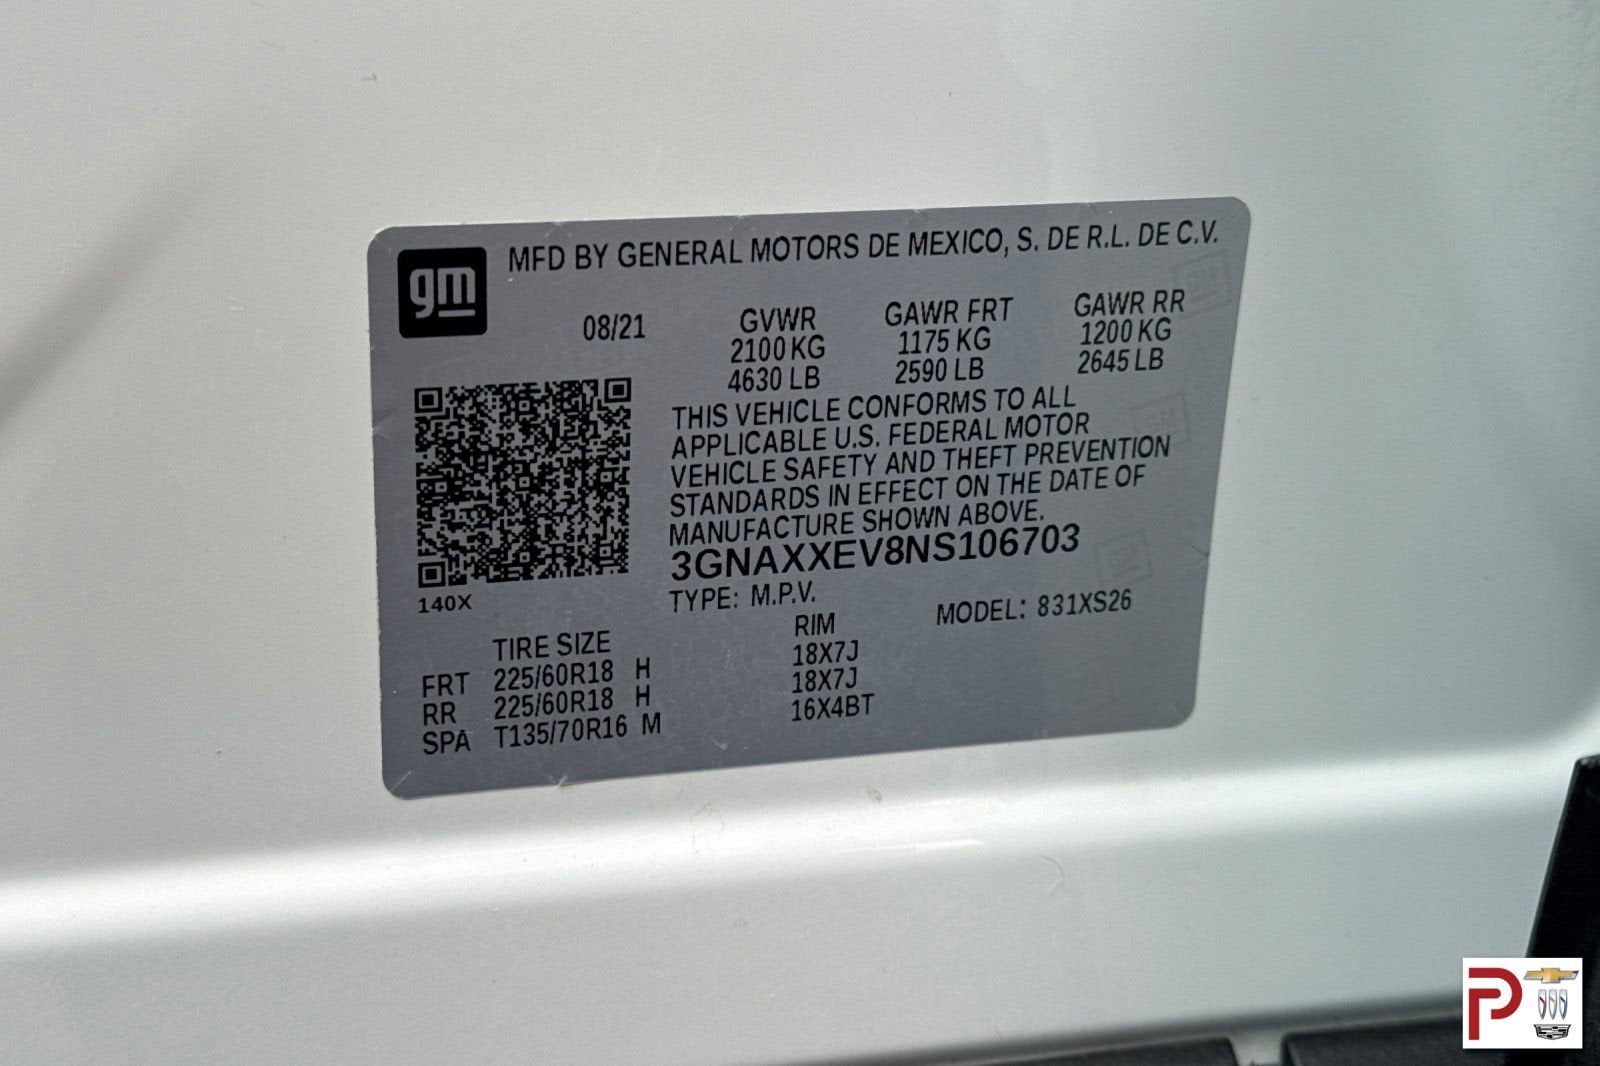 gm
MFD BY GENERAL MOTORS DE MEXICO, S. DE R.L. DE C.V.
08/21 GVWR GAWR FRT GAWR RR
2100 KG 1175 KG 1200 KG
4630 LB 2590 LB 2645 LB
THIS VEHICLE CONFORMS TO ALL
APPLICABLE U.S. FEDERAL MOTOR
VEHICLE SAFETY AND THEFT PREVENTION
STANDARDS IN EFFECT ON THE DATE OF
MANUFACTURE SHOWN ABOVE.
3GNAXXEV8NS106703
140X TYPE: M.P.V. MODEL: 831XS26
TIRE SIZE RIM
FRT 225/60R18 H 18X7J
RR 225/60R18 H 18X7J
SPA T135/70R16 M 16X4BT
P